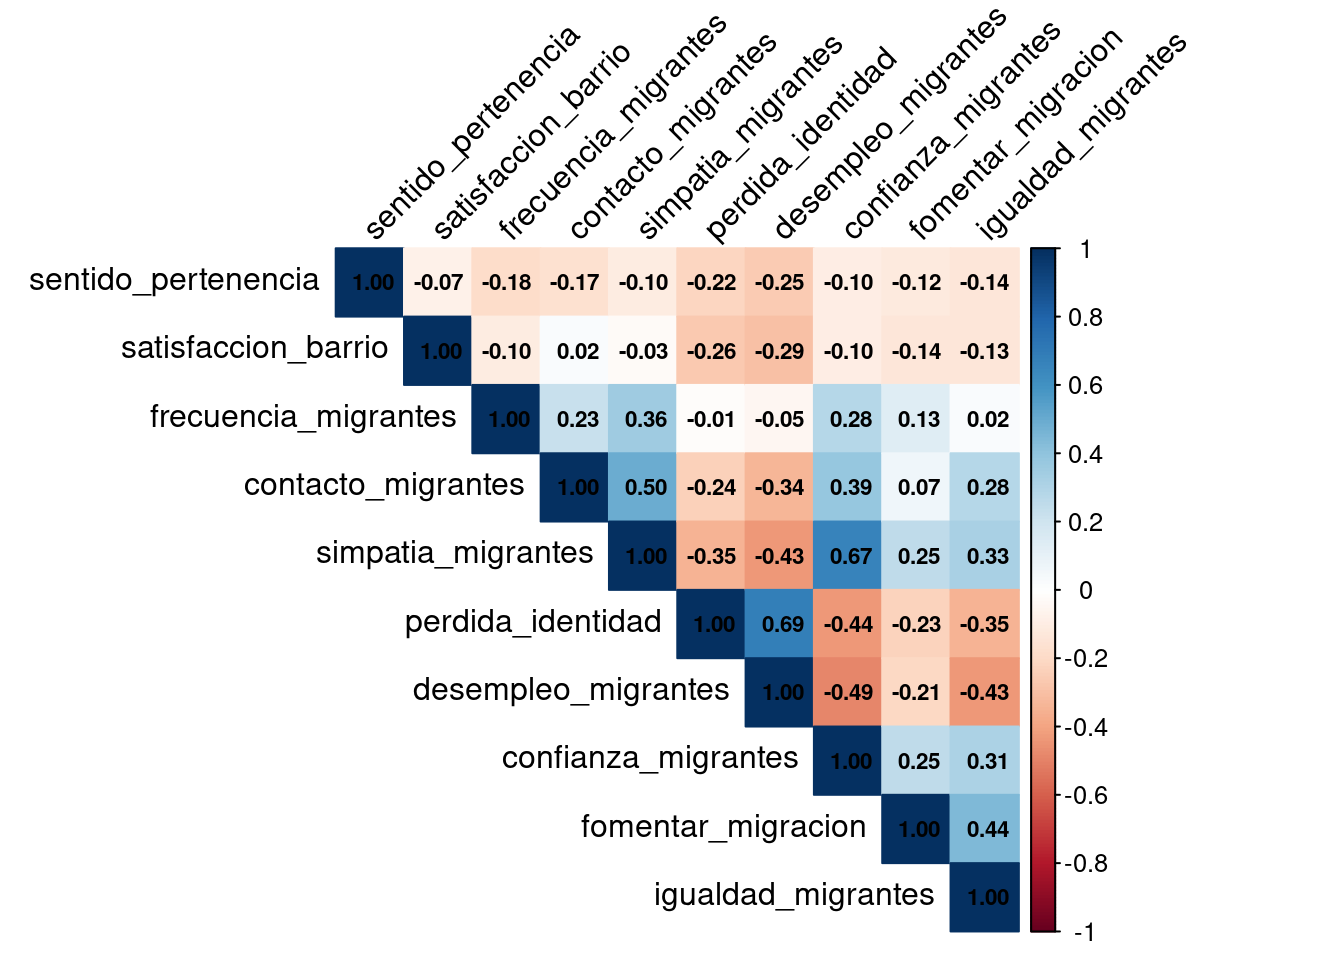 sentido_pertenencia
satisfaccion_barrio
frecuencia_migrantes
contacto_migrantes
simpatia_migrantes
perdida_identidad
desempleo_migrantes
confianza_migrantes
fomentar_migracion
igualdad_migrantes
sentido_pertenencia 1.00 -0.07 -0.18 -0.17 -0.10 -0.22 -0.25 -0.10 -0.12 -0.14
satisfaccion_barrio 1.00 -0.10 0.02 -0.03 -0.26 -0.29 -0.10 -0.14 -0.13
frecuencia_migrantes 1.00 0.23 0.36 -0.01 -0.05 0.28 0.13 0.02
contacto_migrantes 1.00 0.50 -0.24 -0.34 0.39 0.07 0.28
simpatia_migrantes 1.00 -0.35 -0.43 0.67 0.25 0.33
perdida_identidad 1.00 0.69 -0.44 -0.23 -0.35
desempleo_migrantes 1.00 -0.49 -0.21 -0.43
confianza_migrantes 1.00 0.25 0.31
fomentar_migracion 1.00 0.44
igualdad_migrantes 1.00
1
0.8
0.6
0.4
0.2
0
-0.2
-0.4
-0.6
-0.8
-1